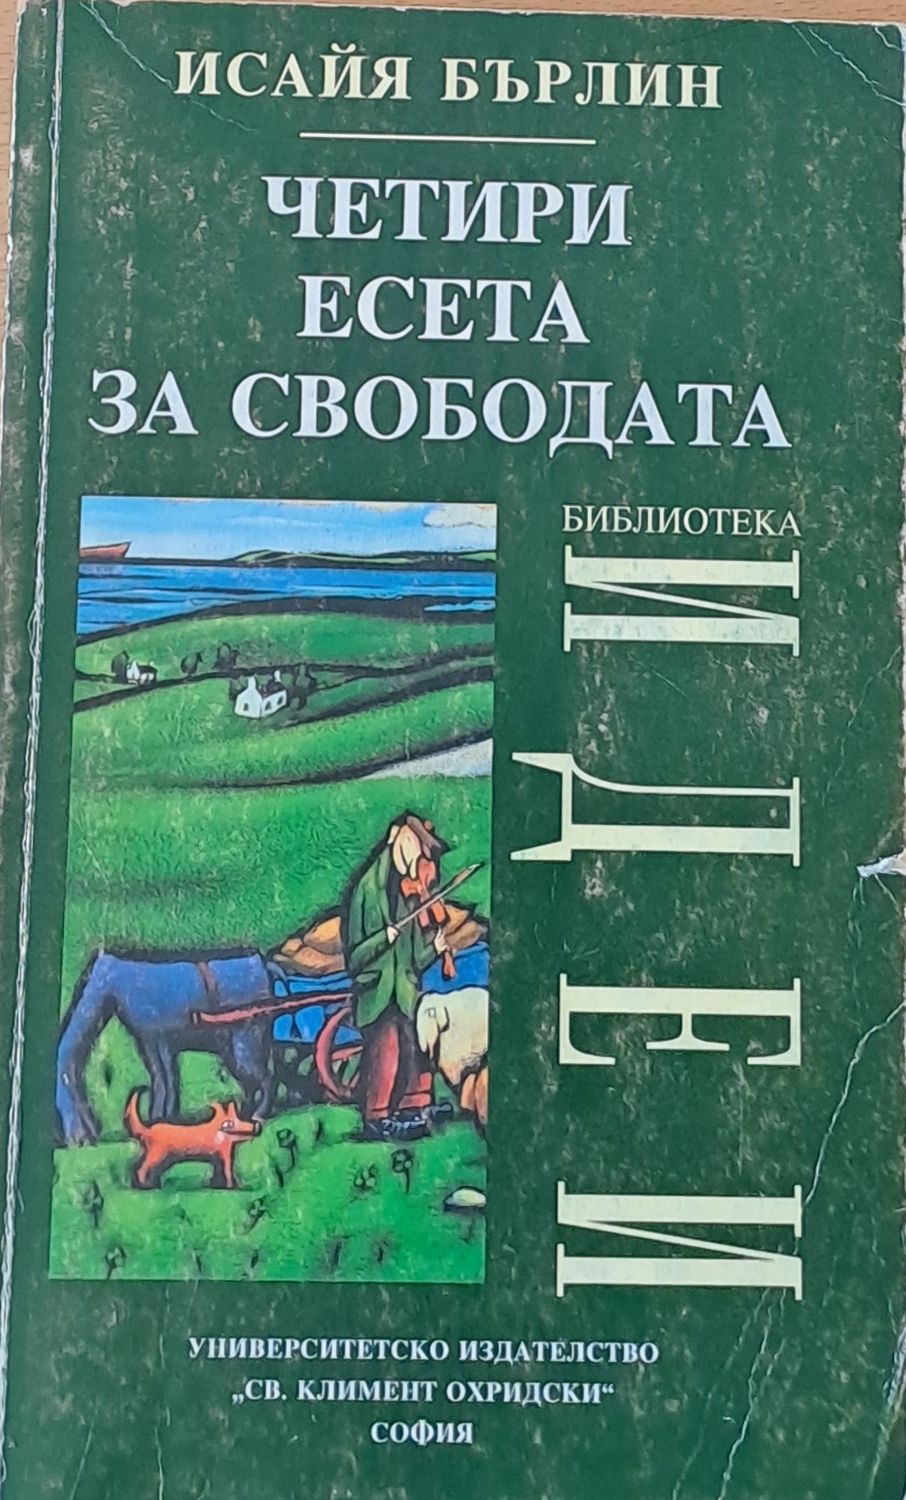 ИСАЙЯ БЪРЛИН
ЧЕТИРИ
ЕСЕТА
ЗА СВОБОДАТА
БИБЛИОТЕКА
ИДЕИ
УНИВЕРСИТЕТСКО ИЗДАТЕЛСТВО
„СВ. КЛИМЕНТ ОХРИДСКИ“
СОФИЯ